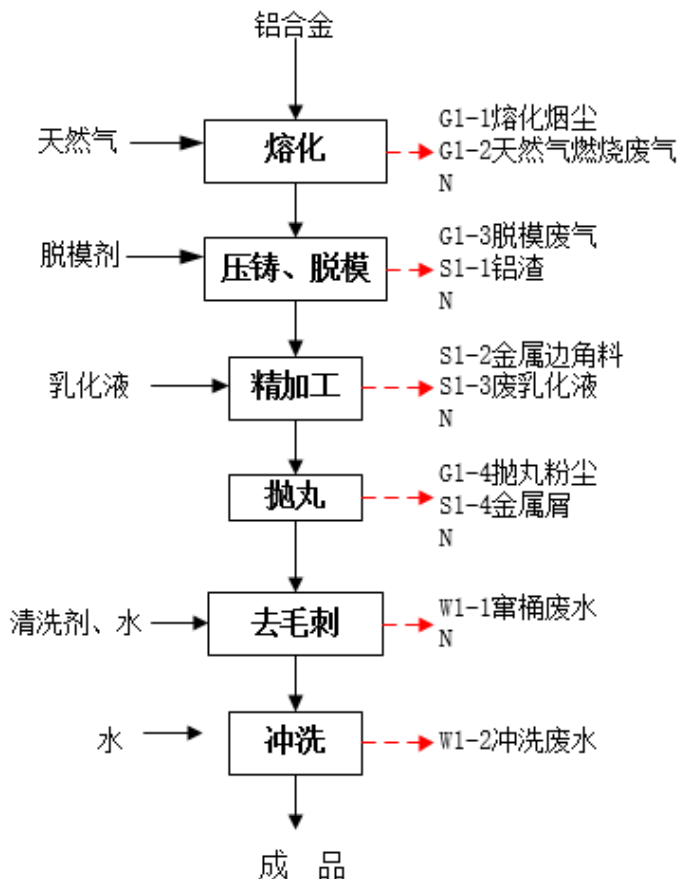 铝合金
天然气
熔化
G1-1熔化烟尘
G1-2天然气燃烧废气
N
脱模剂
压铸、脱模
G1-3脱模废气
S1-1铝渣
N
乳化液
精加工
S1-2金属边角料
S1-3废乳化液
N
抛丸
G1-4抛丸粉尘
S1-4金属屑
N
清洗剂、水
去毛刺
W1-1窜桶废水
N
水
冲洗
W1-2冲洗废水
成 品